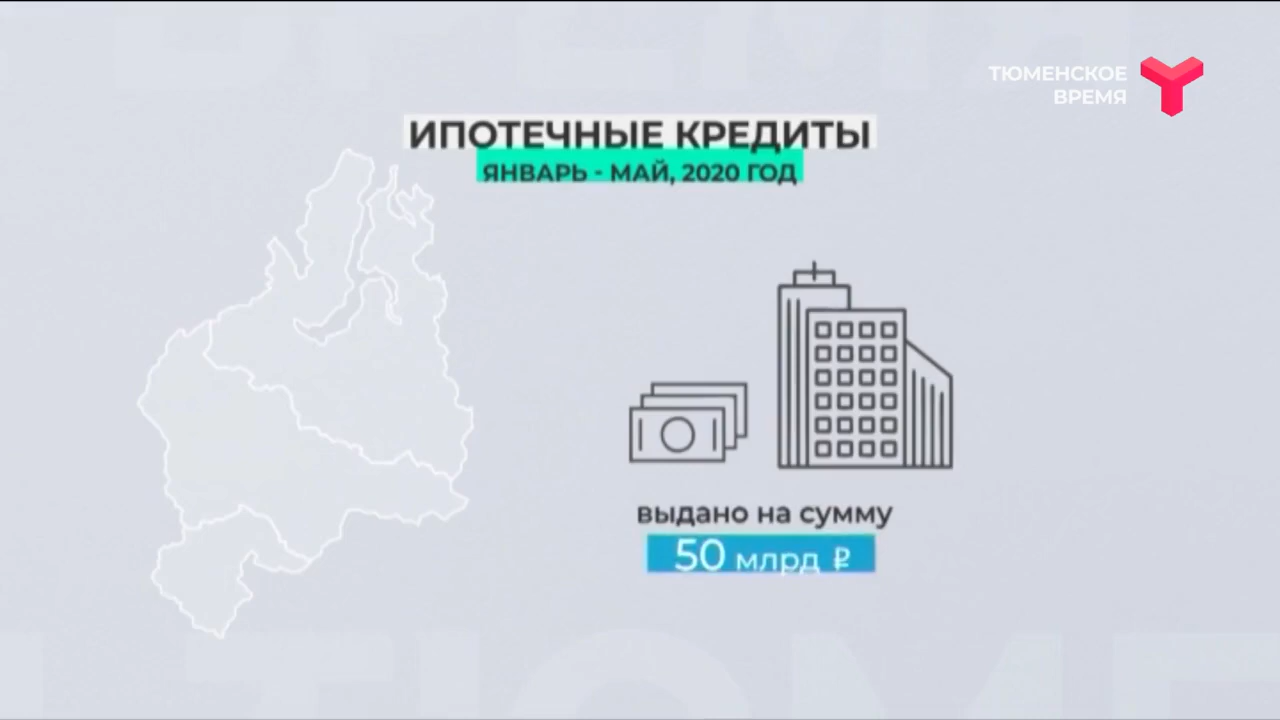 ТЮМЕНСКОЕ
ВРЕМЯ
ИПОТЕЧНЫЕ КРЕДИТЫ
ЯНВАРЬ - МАЙ, 2020 ГОД
выдано на сумму
50 млрд ₽